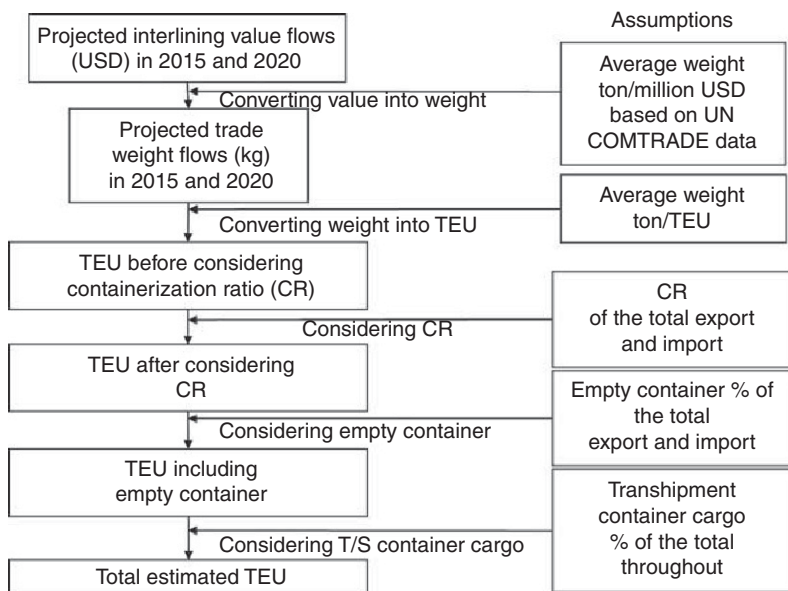 Assumptions
Projected interlining value flows
(USD) in 2015 and 2020
Average weight
ton/million USD
based on UN
COMTRADE data
Converting value into weight
Projected trade
weight flows (kg)
in 2015 and 2020
Average weight
ton/TEU
Converting weight into TEU
TEU before considering
containerization ratio (CR)
CR
of the total export
and import
Considering CR
TEU after considering
CR
Empty container % of
the total
export and import
Considering empty container
TEU including
empty container
Transhipment
container cargo
% of the total
throughout
Considering T/S container cargo
Total estimated TEU